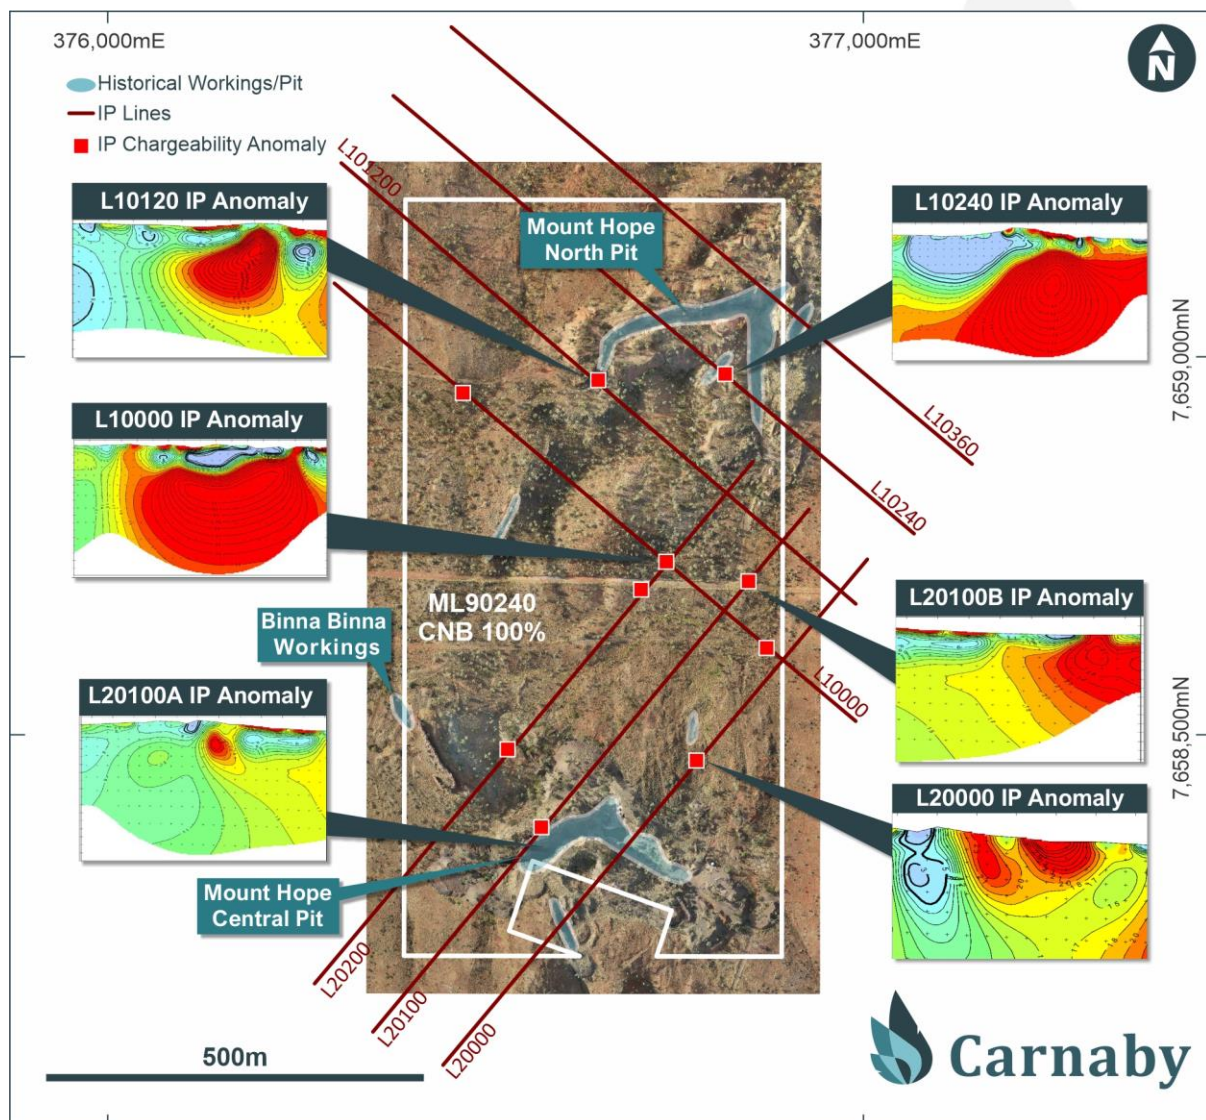 376,000mE
377,000mE
N
Historical Workings/Pit
IP Lines
IP Chargeability Anomaly
L101200
L10120 IP Anomaly
Mount Hope
North Pit
L10240 IP Anomaly
7,659,000mN
L10360
L10000 IP Anomaly
L10240
ML90240
CNB 100%
Binna Binna
Workings
L20100B IP Anomaly
L10000
L20100A IP Anomaly
7,658,500mN
L20000 IP Anomaly
Mount Hope
Central Pit
L20200
L20100
L20000
500m
Carnaby